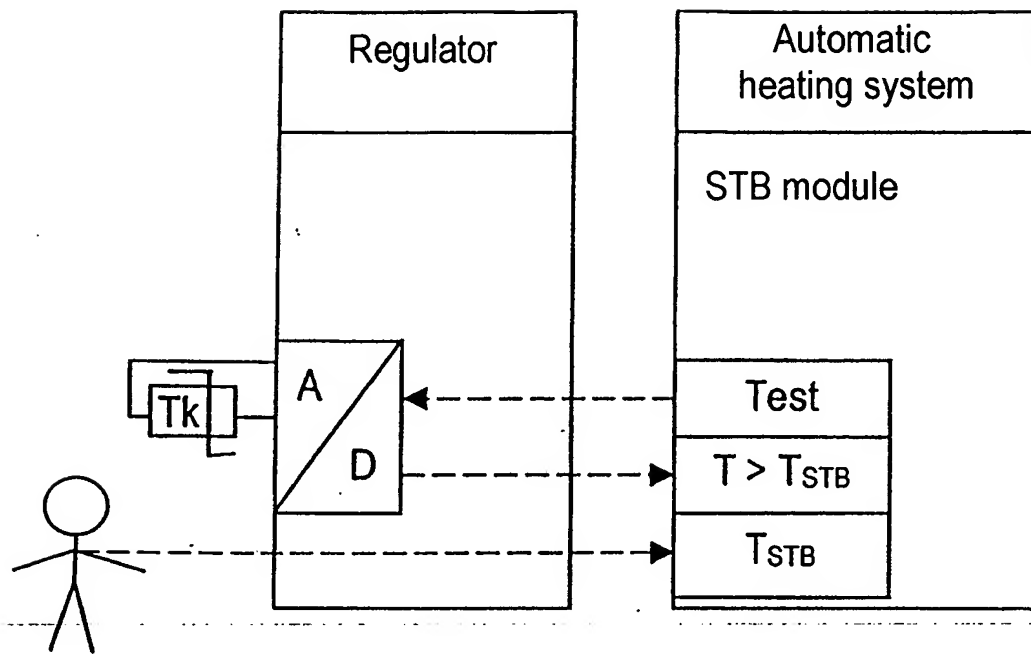 Regulator
Automatic
heating system
STB module
Tk
A
D
Test
T > TSTB
TSTB